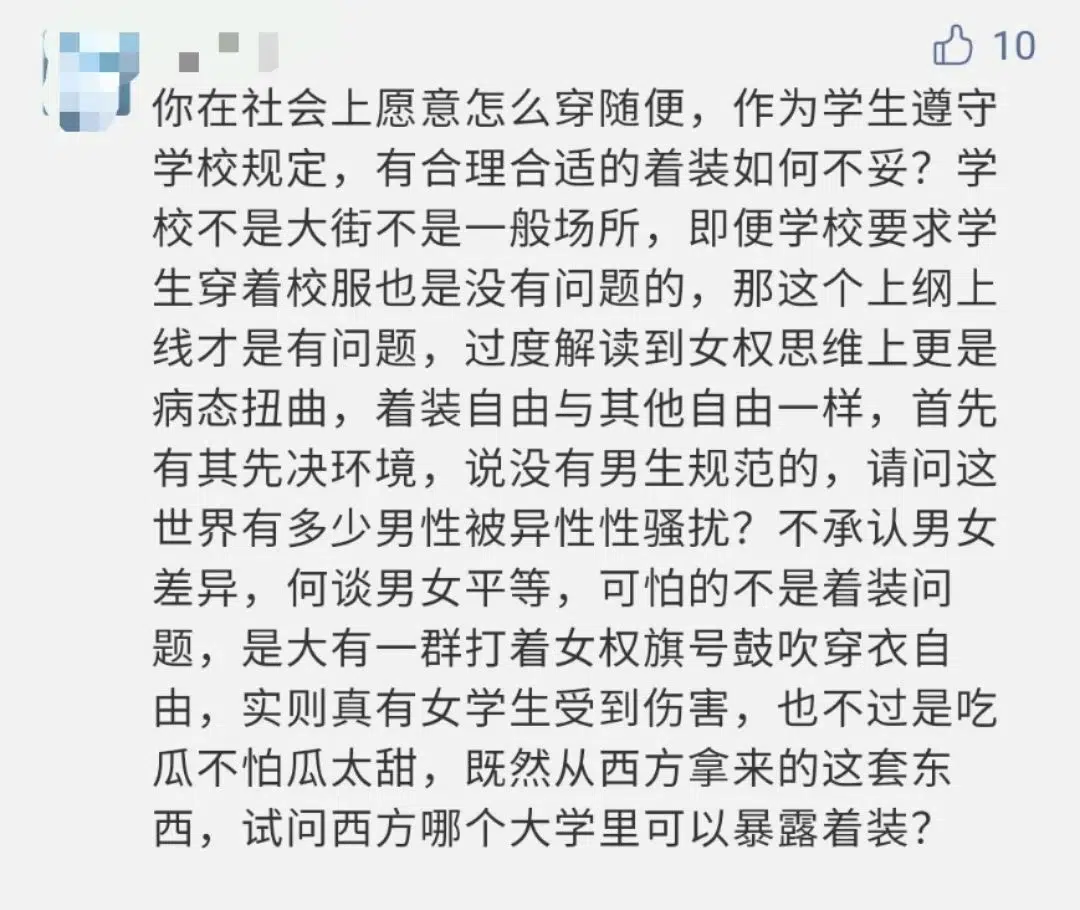 10
你在社会上愿意怎么穿随便，作为学生遵守
学校规定，有合理合适的着装如何不妥？学
校不是大街不是一般场所，即便学校要求学
生穿着校服也是没有问题的，那这个上纲上
线才是有问题，过度解读到女权思维上更是
病态扭曲，着装自由与其他自由一样，首先
有其先决环境，说没有男生规范的，请问这
世界有多少男性被异性性骚扰？不承认男女
差异，何谈男女平等，可怕的不是着装问
题，是大有一群打着女权旗号鼓吹穿衣自
由，实则真有女学生受到伤害，也不过是吃
瓜不怕瓜太甜，既然从西方拿来的这套东
西，试问西方哪个大学里可以暴露着装？